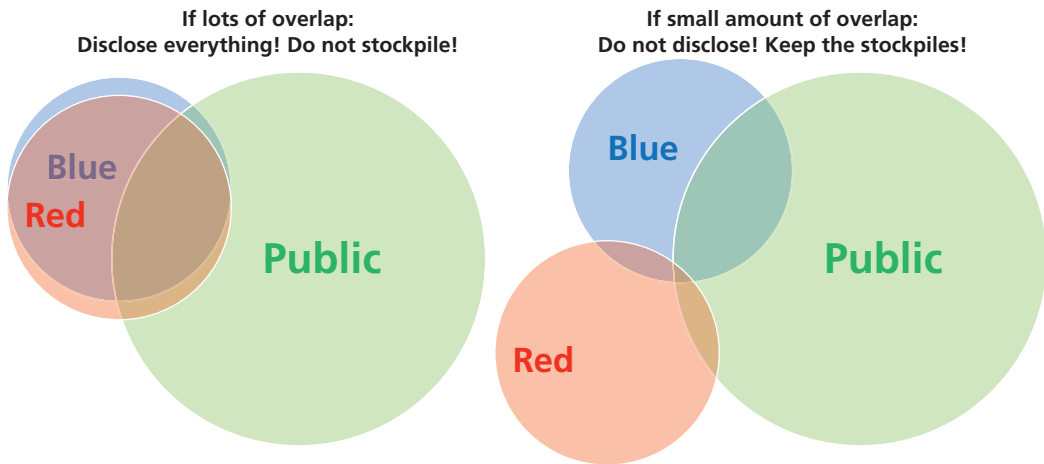 If lots of overlap:
Disclose everything! Do not stockpile!
Blue
Red
Public
If small amount of overlap:
Do not disclose! Keep the stockpiles!
Blue
Red
Public